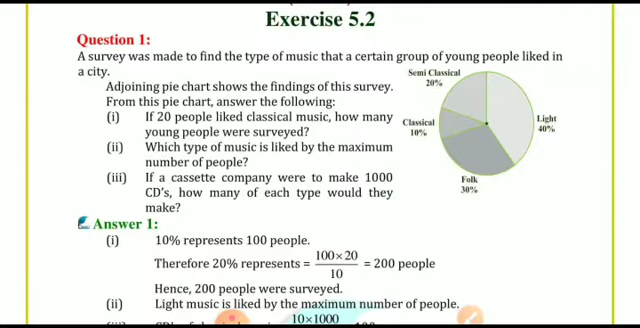 Exercise 5.2
Question 1:
A survey was made to find the type of music that a certain group of young people liked in
a city.
Semi Classical
20%
Adjoining pie chart shows the findings of this survey.
From this pie chart, answer the following:
(i) If 20 people liked classical music, how many
young people were surveyed?
Classical
10%
Light
40%
(ii) Which type of music is liked by the maximum
number of people?
(iii) If a cassette company were to make 1000
CD's, how many of each type would they
make?
Folk
30%
Answer 1:
(i) 10% represents 100 people.
Therefore 20% represents = 100×20 / 10 = 200 people
Hence, 200 people were surveyed.
(ii) Light music is liked by the maximum number of people.
10×1000